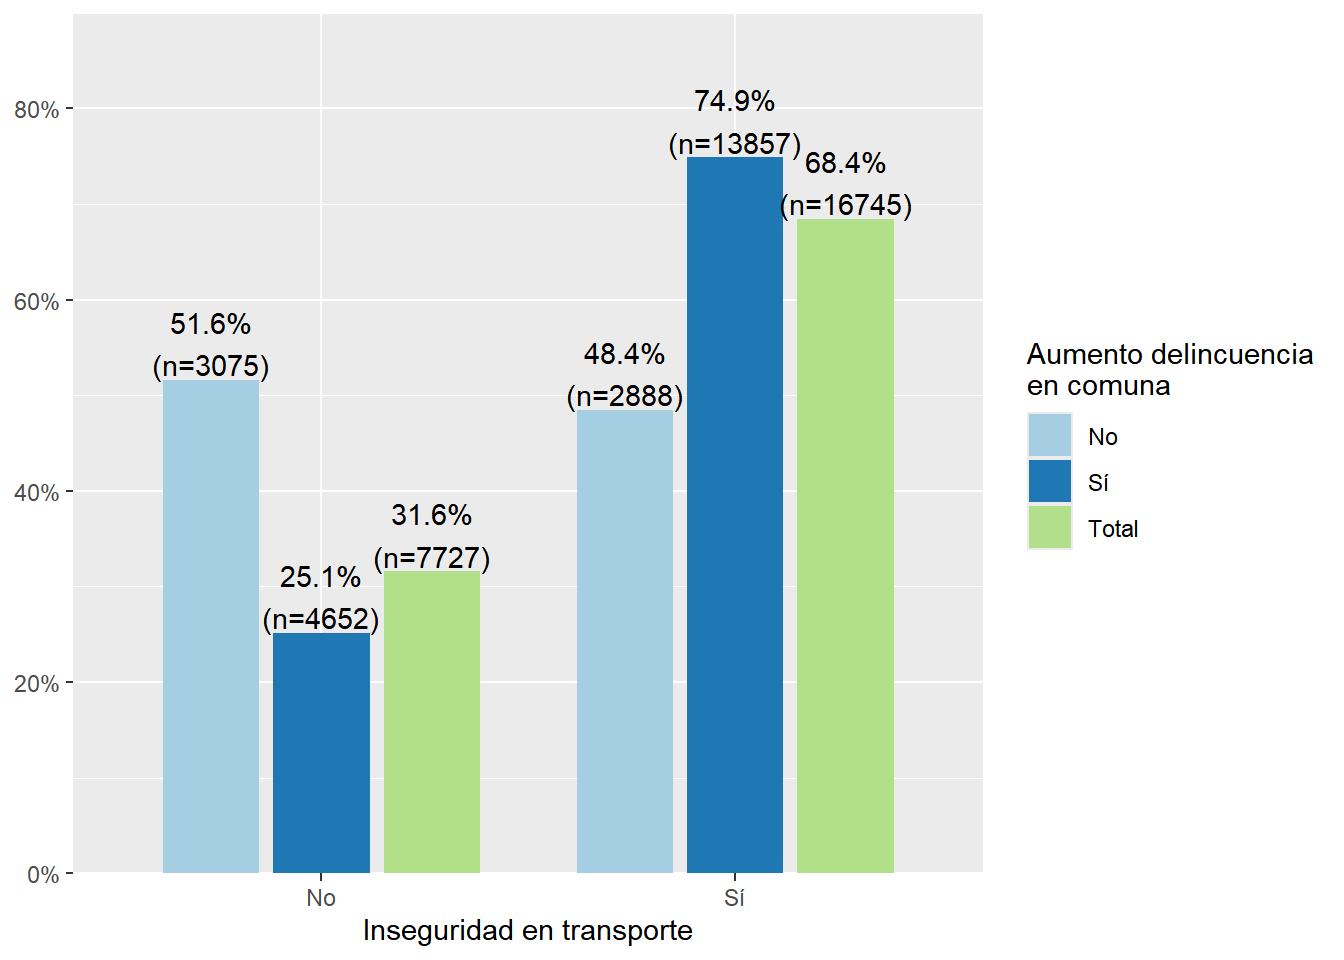 80%
60%
40%
20%
0%
51.6%
(n=3075)
25.1%
(n=4652)
31.6%
(n=7727)
48.4%
(n=2888)
74.9%
(n=13857)
68.4%
(n=16745)
No
Sí
Inseguridad en transporte
Aumento delincuencia
en comuna
No
Sí
Total